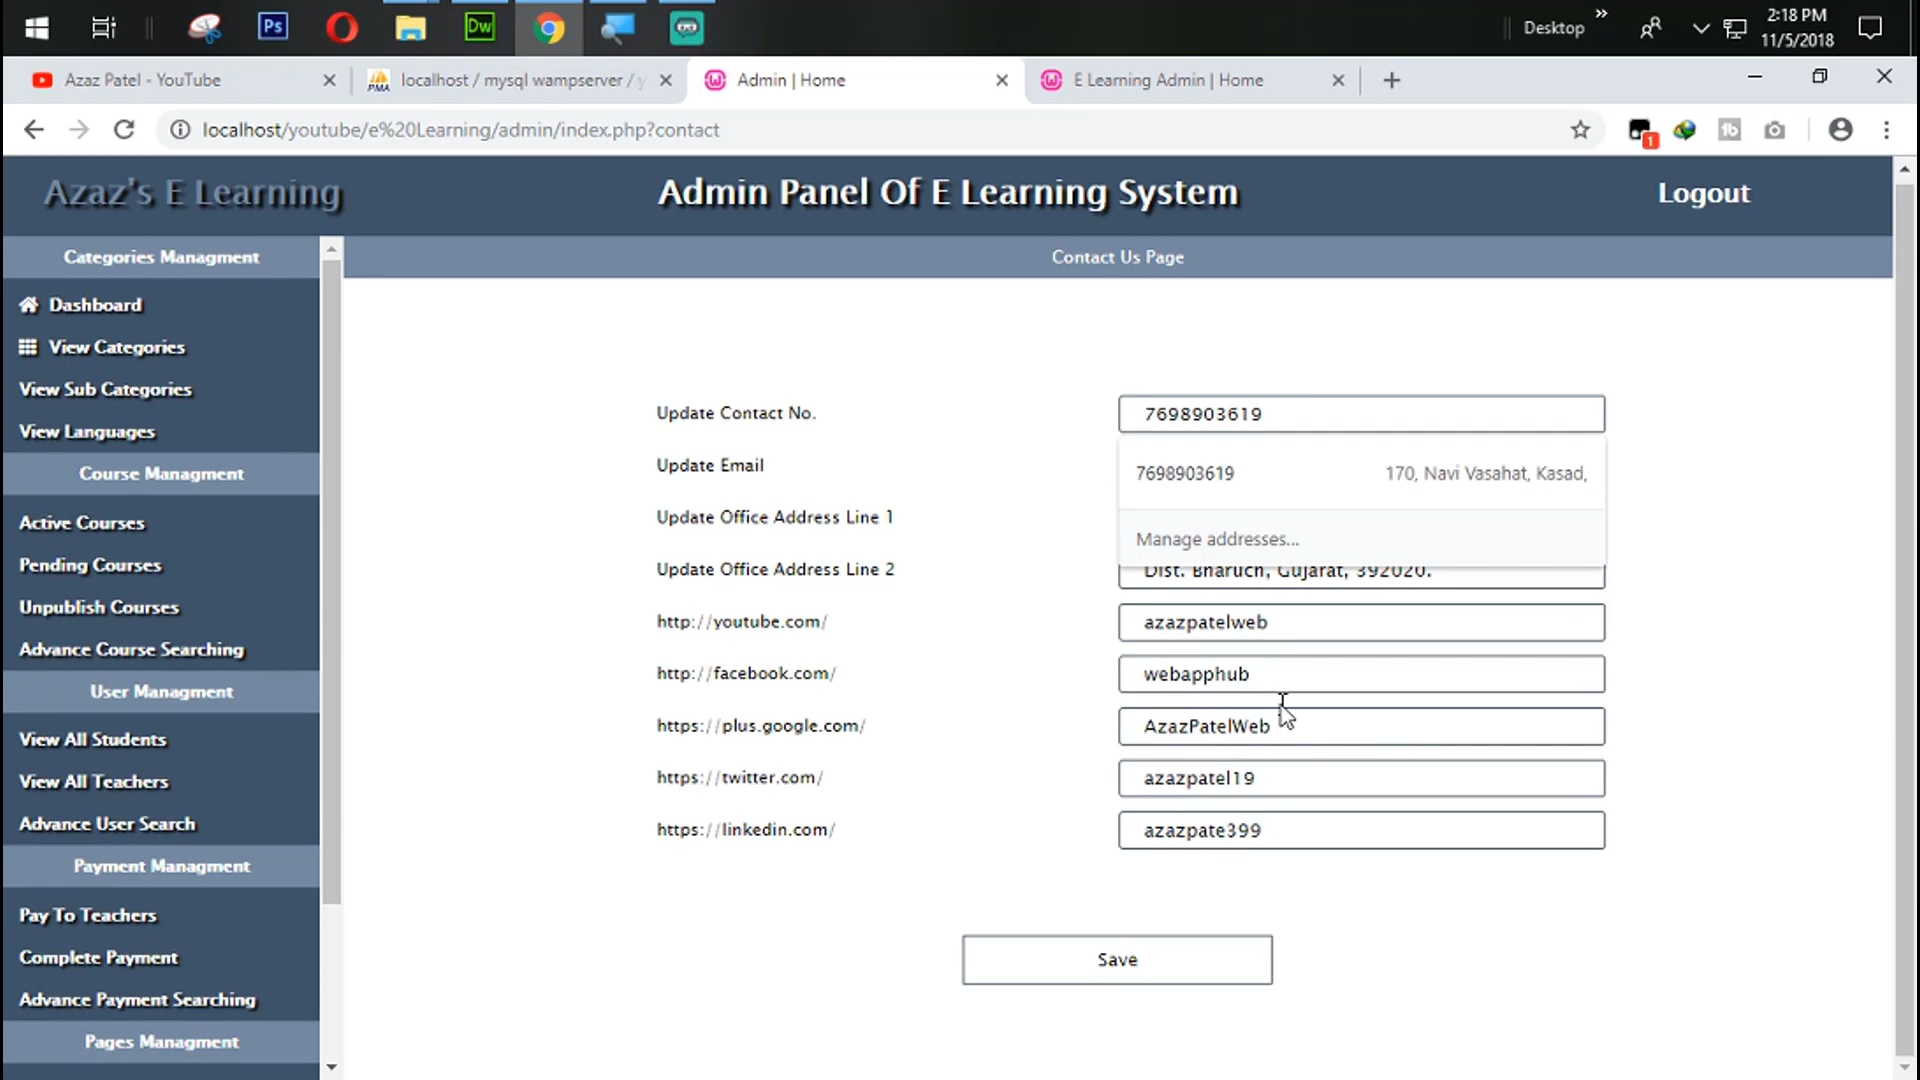 Ps
Dw
Desktop
»
2:18 PM
11/5/2018
Azaz Patel - YouTube
PMA
localhost / mysql wampserver / y
Admin | Home
E Learning Admin | Home
localhost/youtube/e%20Learning/admin/index.php?contact
1
tb
Azaz's E Learning
Admin Panel Of E Learning System
Logout
Categories Managment
Contact Us Page
Dashboard
View Categories
View Sub Categories
View Languages
Course Managment
Active Courses
Pending Courses
Unpublish Courses
Advance Course Searching
User Managment
View All Students
View All Teachers
Advance User Search
Payment Managment
Pay To Teachers
Complete Payment
Advance Payment Searching
Pages Managment
Update Contact No.
7698903619
Update Email
7698903619 170, Navi Vasahat, Kasad,
Update Office Address Line 1
Manage addresses...
Update Office Address Line 2
Dist. Bharuch, Gujarat, 392020.
http://youtube.com/
azazpatelweb
http://facebook.com/
webapphub
https://plus.google.com/
AzazPatelWeb
https://twitter.com/
azazpatel19
https://linkedin.com/
azazpate399
Save